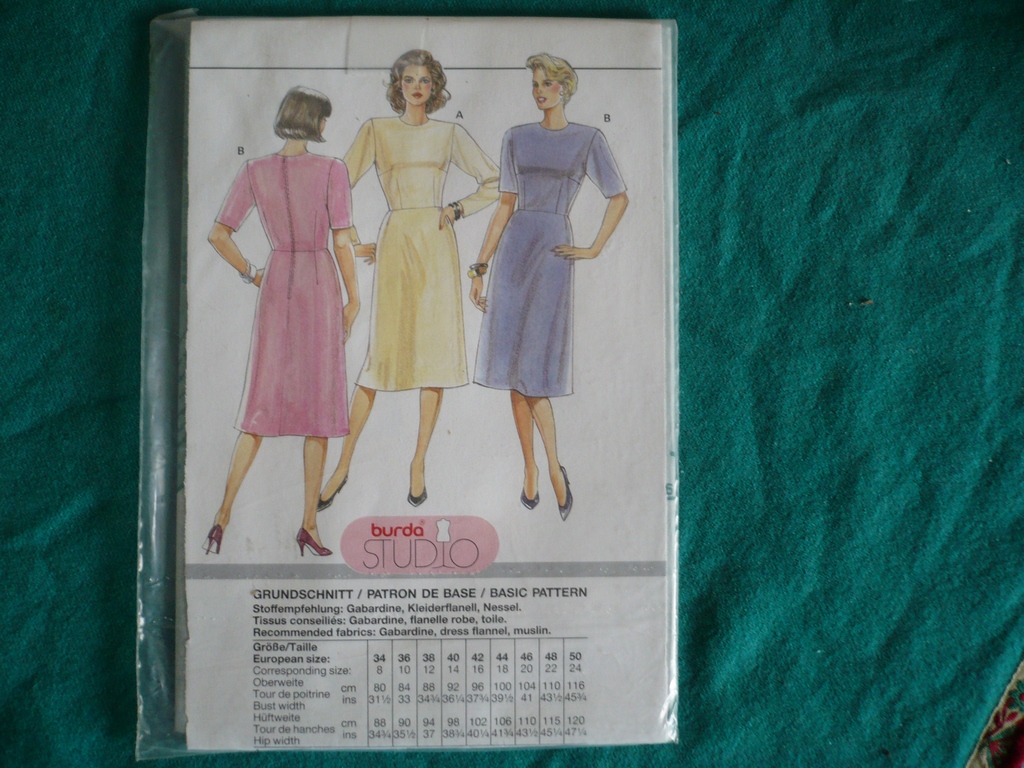 A
B
B
burda®
STUDIO
GRUNDSCHNITT / PATRON DE BASE / BASIC PATTERN
Stoffempfehlung: Gabardine, Kleiderflanell, Nessel.
Tissus conseillés: Gabardine, flanelle robe, toile.
Recommended fabrics: Gabardine, dress flannel, muslin.
Größe/Taille
European size: 34 36 38 40 42 44 46 48 50
Corresponding size: 8 10 12 14 16 18 20 22 24
Oberweite
Tour de poitrine
Bust width
cm 80 84 88 92 96 100 104 110 116
ins 31½ 33 34¾ 36¼ 37¾ 39½ 41 43½ 45¾
Hüftweite
Tour de hanches
Hip width
cm 88 90 94 98 102 106 110 115 120
ins 34¾ 35½ 37 38¾ 40¼ 41¾ 43½ 45¼ 47¼
6